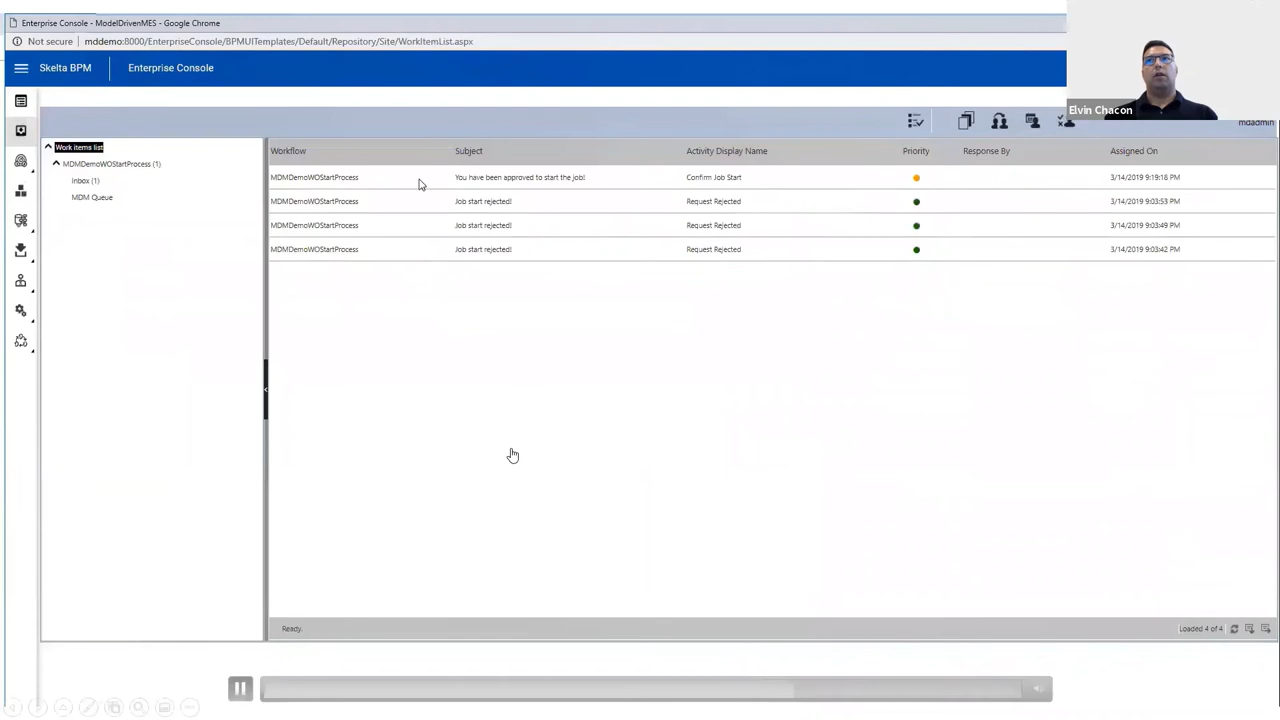 Enterprise Console - ModelDrivenMES - Google Chrome
Not secure mddemo:8000/EnterpriseConsole/BPMUITemplates/Default/Repository/Site/WorkItemList.aspx
Skelta BPM Enterprise Console
Elvin Chacon
mdadmin
Work items list
MDMDemoWOStartProcess (1)
Inbox (1)
MDM Queue
Workflow Subject Activity Display Name Priority Response By Assigned On
MDMDemoWOStartProcess You have been approved to start the job! Confirm Job Start 3/14/2019 9:19:18 PM
MDMDemoWOStartProcess Job start rejected! Request Rejected 3/14/2019 9:03:53 PM
MDMDemoWOStartProcess Job start rejected! Request Rejected 3/14/2019 9:03:49 PM
MDMDemoWOStartProcess Job start rejected! Request Rejected 3/14/2019 9:03:42 PM
Ready.
Loaded 4 of 4